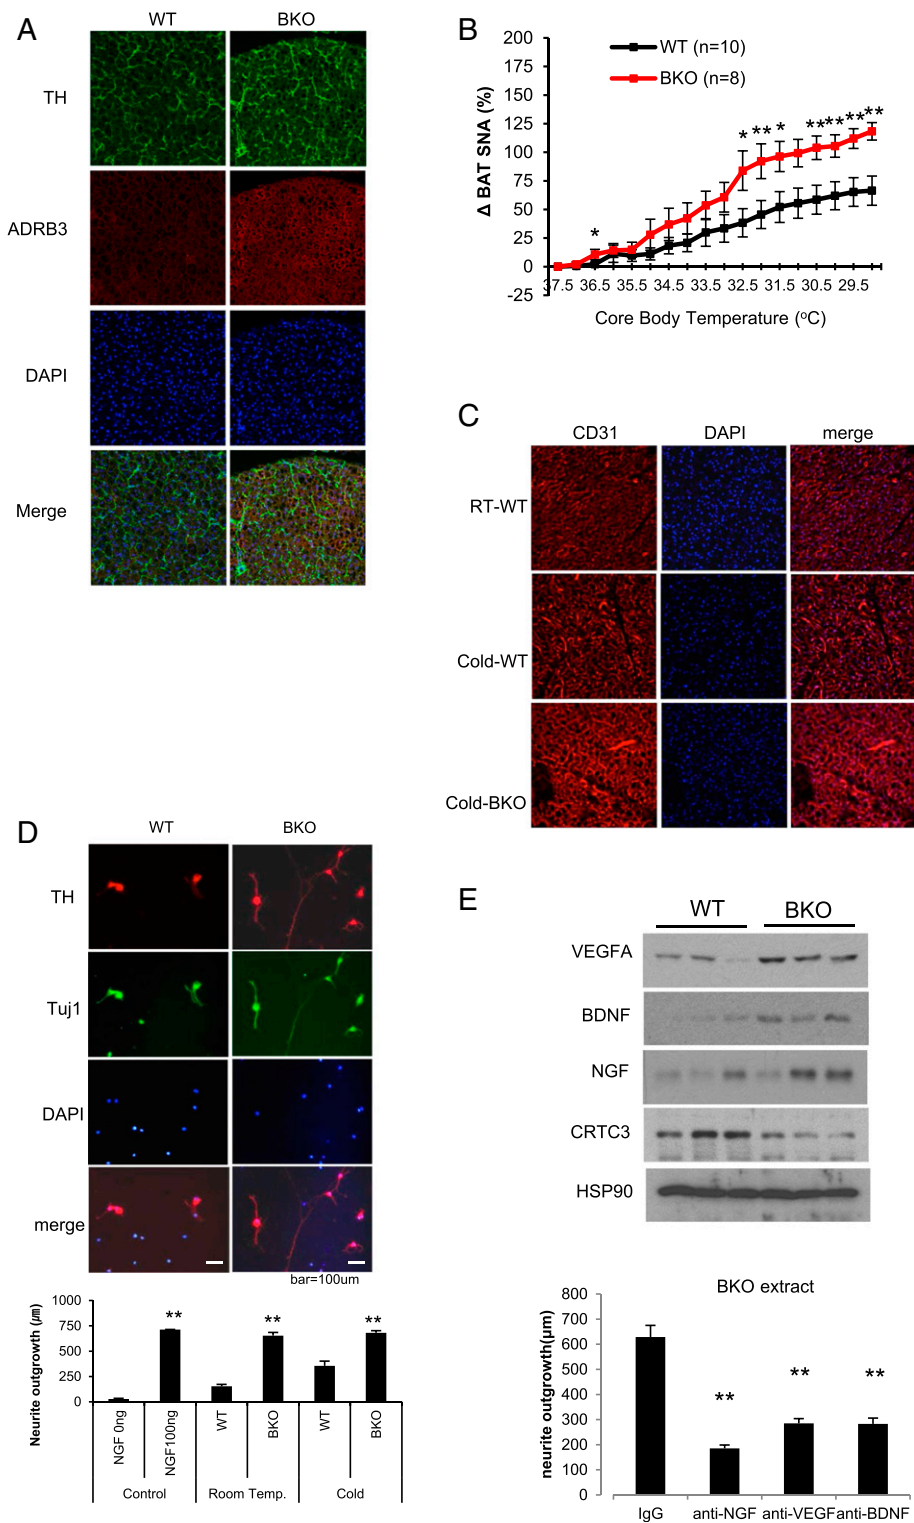 A
WT BKO
TH
ADRB3
DAPI
Merge
B
200
175
150
125
100
75
50
25
0
-25
Δ BAT SNA (%)
WT (n=10)
BKO (n=8)
* * ** * ** ** ** **
37.5 36.5 35.5 34.5 33.5 32.5 31.5 30.5 29.5
Core Body Temperature (°C)
C
CD31 DAPI merge
RT-WT
Cold-WT
Cold-BKO
D
WT BKO
TH
Tuj1
DAPI
merge
bar=100um
Neurite outgrowth (㎛)
1000
750
500
250
0
** ** **
NGF 0ng NGF100ng WT BKO WT BKO
Control Room Temp. Cold
E
WT BKO
VEGFA
BDNF
NGF
CRTC3
HSP90
BKO extract
neurite outgrowth(μm)
800
700
600
500
400
300
200
100
0
** ** **
IgG anti-NGF anti-VEGF anti-BDNF